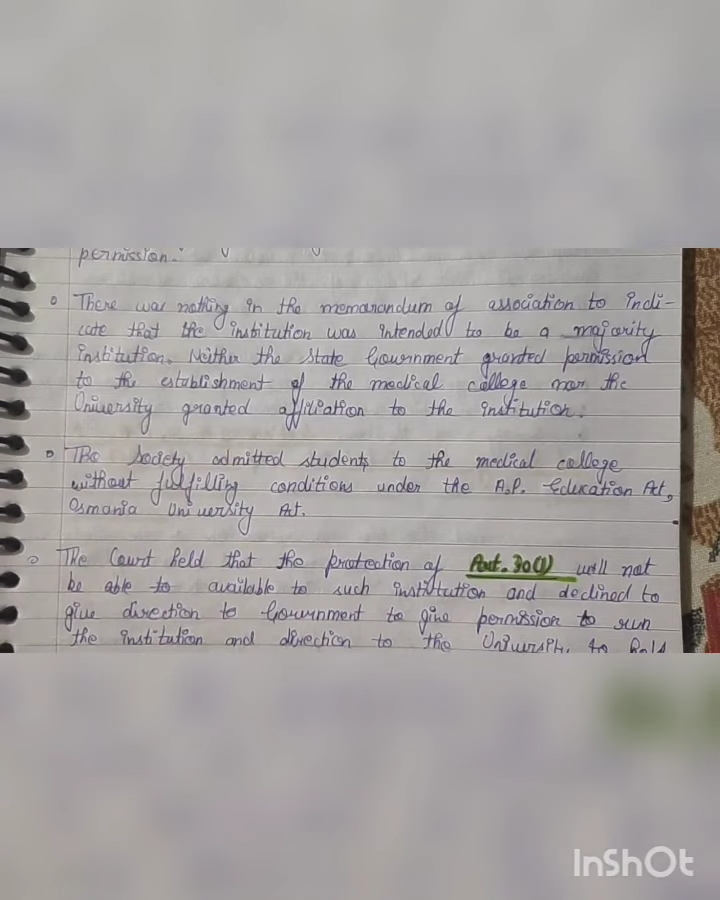 permission.
There was nothing in the memorandum of association to indi-
cate that the institution was intended to be a majority
institution. Neither the State Government granted permission
to the establishment of the medical college nor the
University granted affiliation to the institution.
The Society admitted students to the medical college
without fulfilling conditions under the A.P. Education Act,
Osmania University Act.
The Court held that the protection of Art. 30(1) will not
be able to available to such institution and declined to
give direction to Government to give permission to run
the institution and direction to the University to hold
InShOt